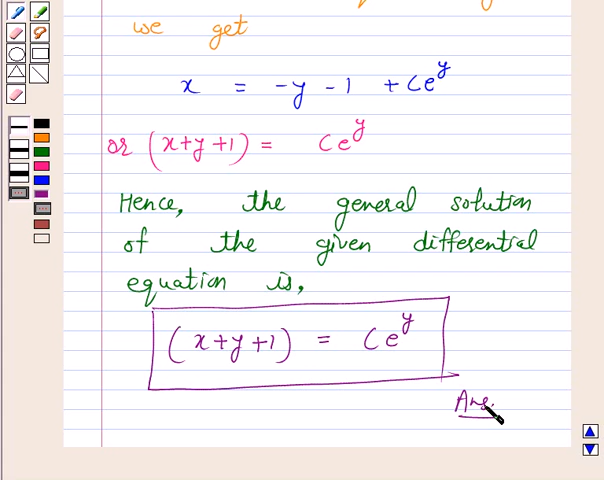 we get
x = -y - 1 + Ce^y
or (x+y+1) = Ce^y
Hence, the general solution
of the given differential
equation is,
(x+y+1) = Ce^y
Ans.